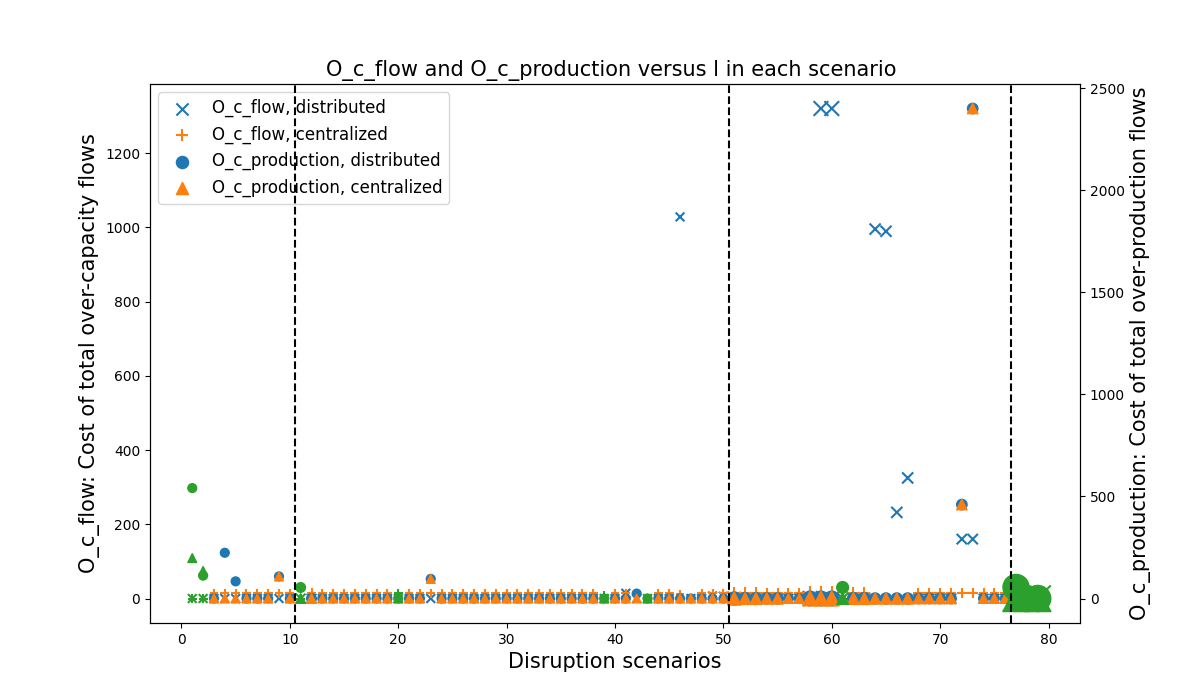 O_c_flow and O_c_production versus I in each scenario
O_c_flow, distributed
O_c_flow, centralized
O_c_production, distributed
O_c_production, centralized
O_c_flow: Cost of total over-capacity flows
1200
1000
800
600
400
200
0
2500
2000
1500
1000
500
0
O_c_production: Cost of total over-production flows
0 10 20 30 40 50 60 70 80
Disruption scenarios